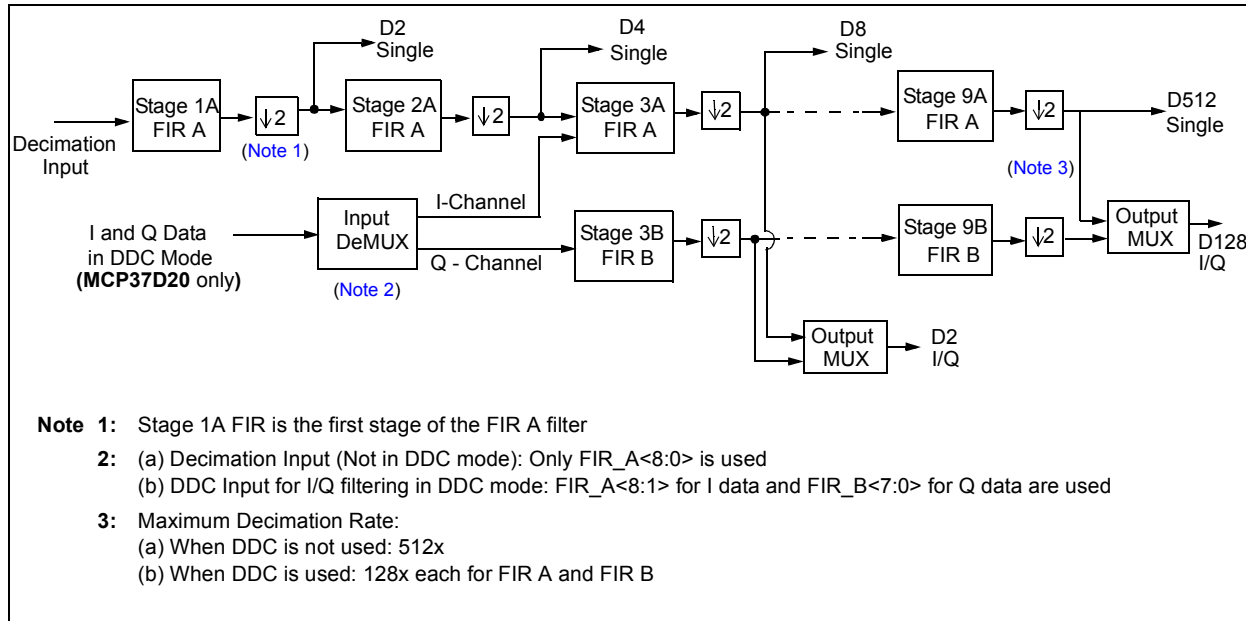 D2
Single
D4
Single
D8
Single
Stage 1A
FIR A
↓2
(Note 1)
Stage 2A
FIR A
↓2
Stage 3A
FIR A
↓2
Stage 9A
FIR A
↓2
(Note 3)
D512
Single
Decimation
Input
I and Q Data
in DDC Mode
(MCP37D20 only)
Input
DeMUX
(Note 2)
I-Channel
Q - Channel
Stage 3B
FIR B
↓2
Stage 9B
FIR B
↓2
Output
MUX
D128
I/Q
Output
MUX
D2
I/Q
Note 1: Stage 1A FIR is the first stage of the FIR A filter
2: (a) Decimation Input (Not in DDC mode): Only FIR_A<8:0> is used
(b) DDC Input for I/Q filtering in DDC mode: FIR_A<8:1> for I data and FIR_B<7:0> for Q data are used
3: Maximum Decimation Rate:
(a) When DDC is not used: 512x
(b) When DDC is used: 128x each for FIR A and FIR B